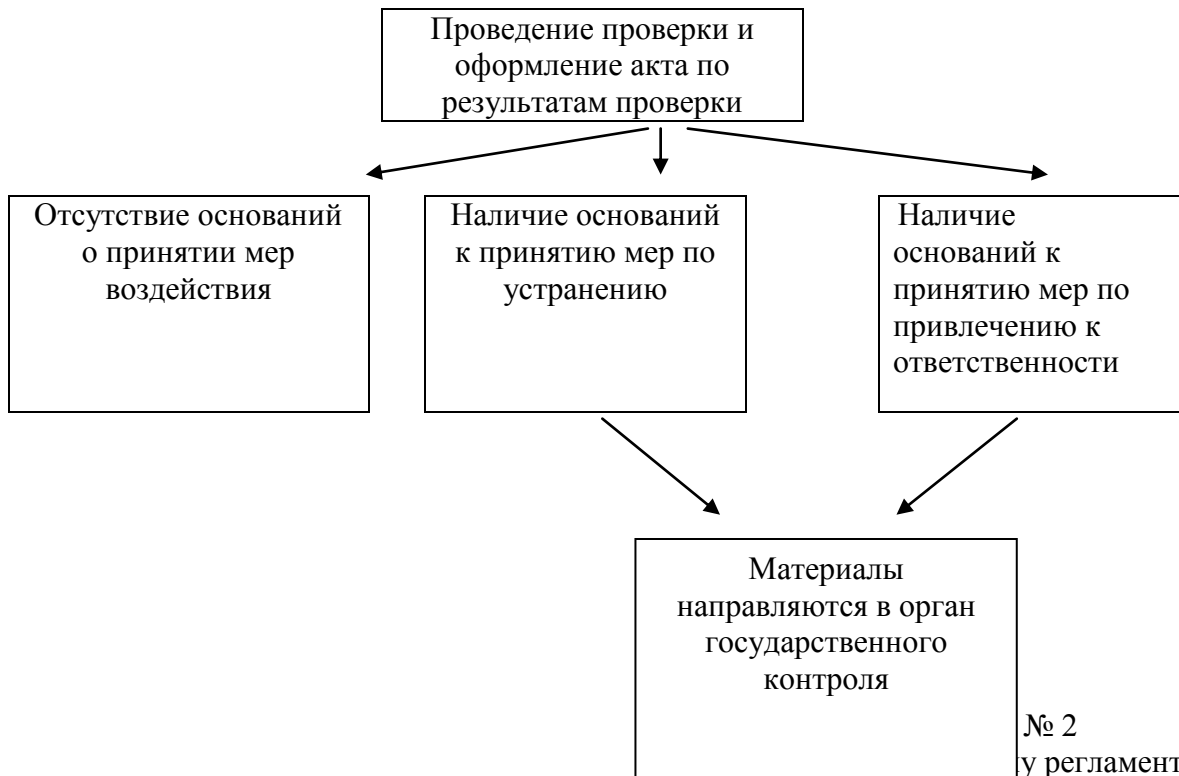 Проведение проверки и
оформление акта по
результатам проверки
Отсутствие оснований
о принятии мер
воздействия
Наличие оснований
к принятию мер по
устранению
Наличие
оснований к
принятию мер по
привлечению к
ответственности
Материалы
направляются в орган
государственного
контроля
№ 2
регламент